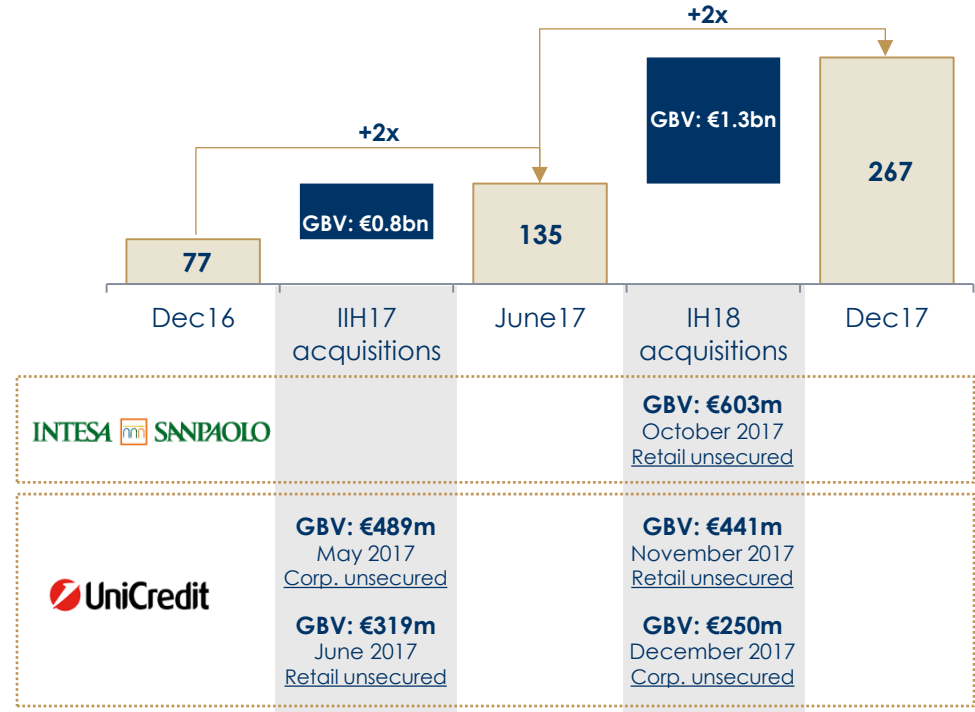 +2x
+2x
GBV: €1.3bn
267
GBV: €0.8bn
135
77
Dec16
IIH17
acquisitions
June17
IH18
acquisitions
Dec17
INTESA SANPAOLO
GBV: €603m
October 2017
Retail unsecured
UniCredit
GBV: €489m
May 2017
Corp. unsecured
GBV: €319m
June 2017
Retail unsecured
GBV: €441m
November 2017
Retail unsecured
GBV: €250m
December 2017
Corp. unsecured